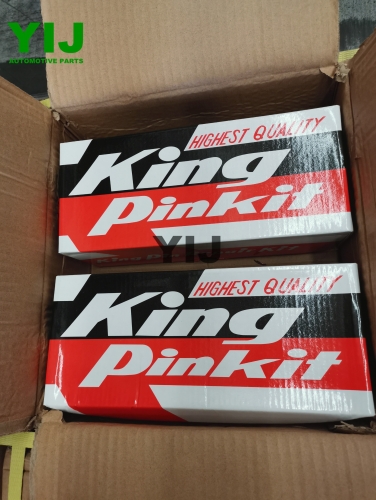 YIJ
AUTOMOTIVE PARTS
HIGHEST QUALITY
King
Pinkit
YIJ
HIGHEST QUALITY
King
Pinkit